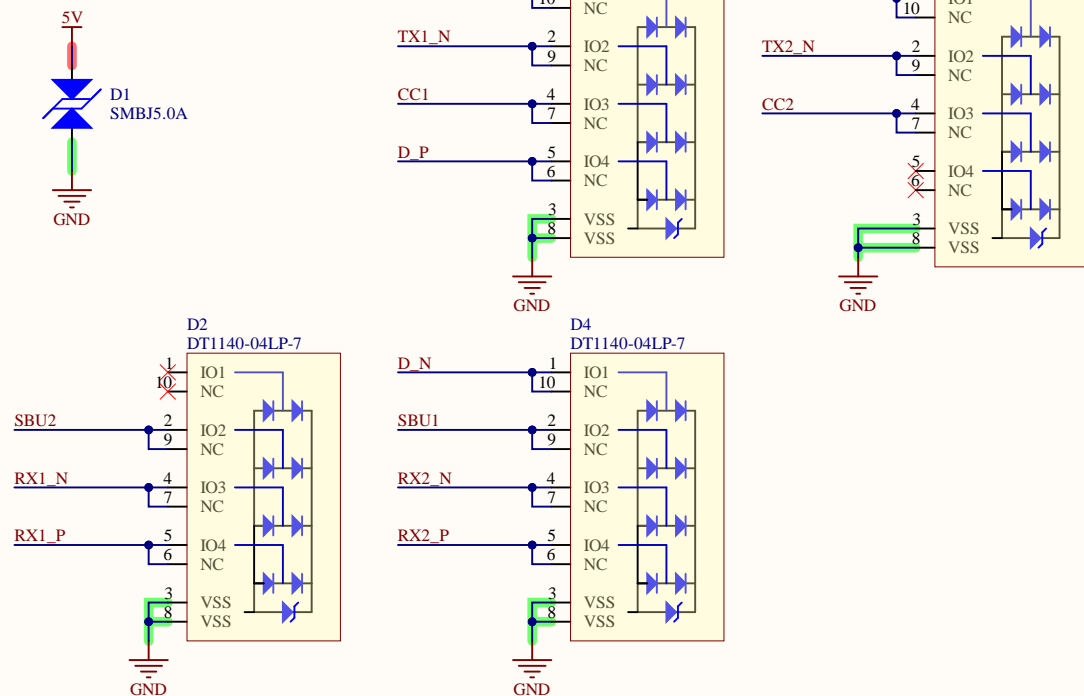 5V
D1
SMBJ5.0A
GND
10 NC
TX1_N 2 IO2
9 NC
CC1 4 IO3
7 NC
D_P 5 IO4
6 NC
3 VSS
8 VSS
GND
10 NC
TX2_N 2 IO2
9 NC
CC2 4 IO3
7 NC
5 IO4
6 NC
3 VSS
8 VSS
GND
D2
DT1140-04LP-7
1 IO1
10 NC
SBU2 2 IO2
9 NC
RX1_N 4 IO3
7 NC
RX1_P 5 IO4
6 NC
3 VSS
8 VSS
GND
D4
DT1140-04LP-7
D_N 1 IO1
10 NC
SBU1 2 IO2
9 NC
RX2_N 4 IO3
7 NC
RX2_P 5 IO4
6 NC
3 VSS
8 VSS
GND